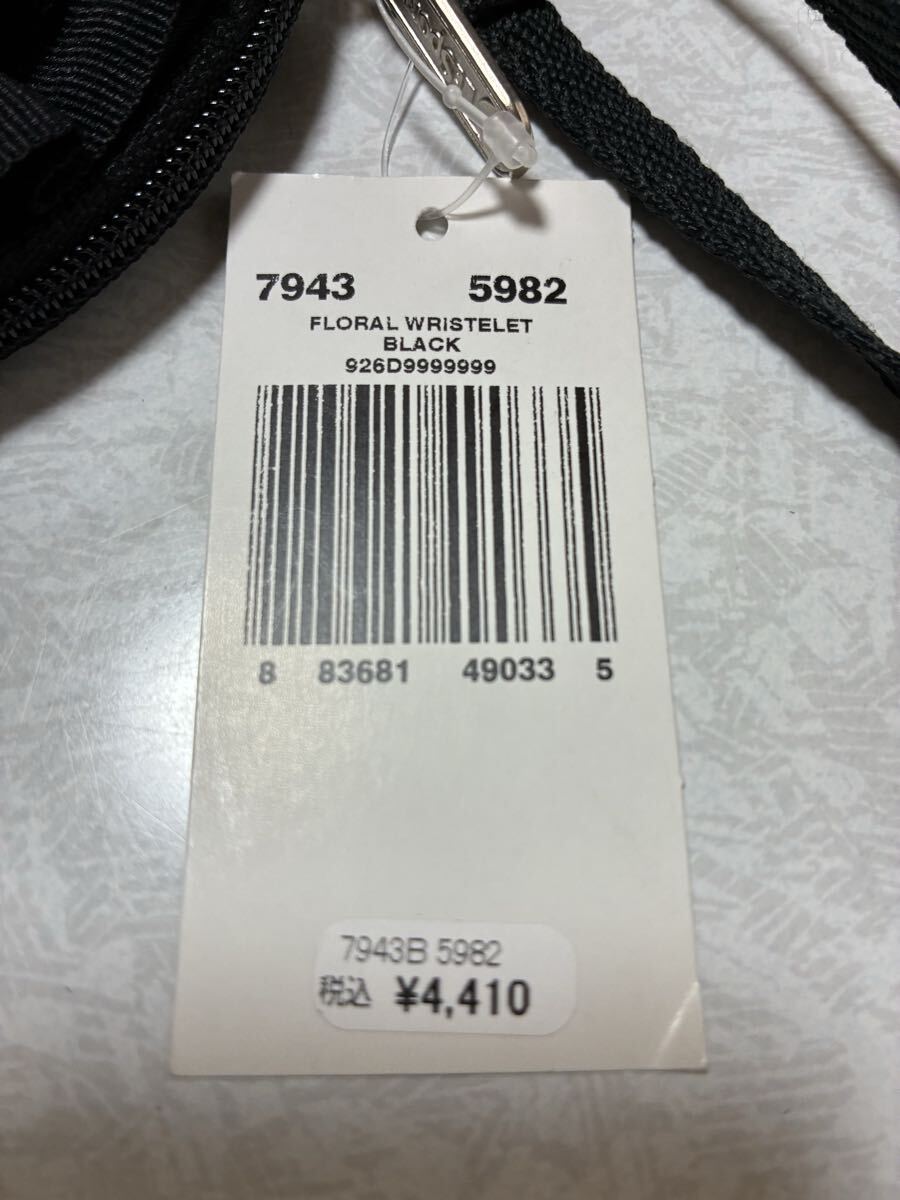 7943 5982
FLORAL WRISTELET
BLACK
926D9999999
8 83681 49033 5
7943B 5982
税込 ¥4,410